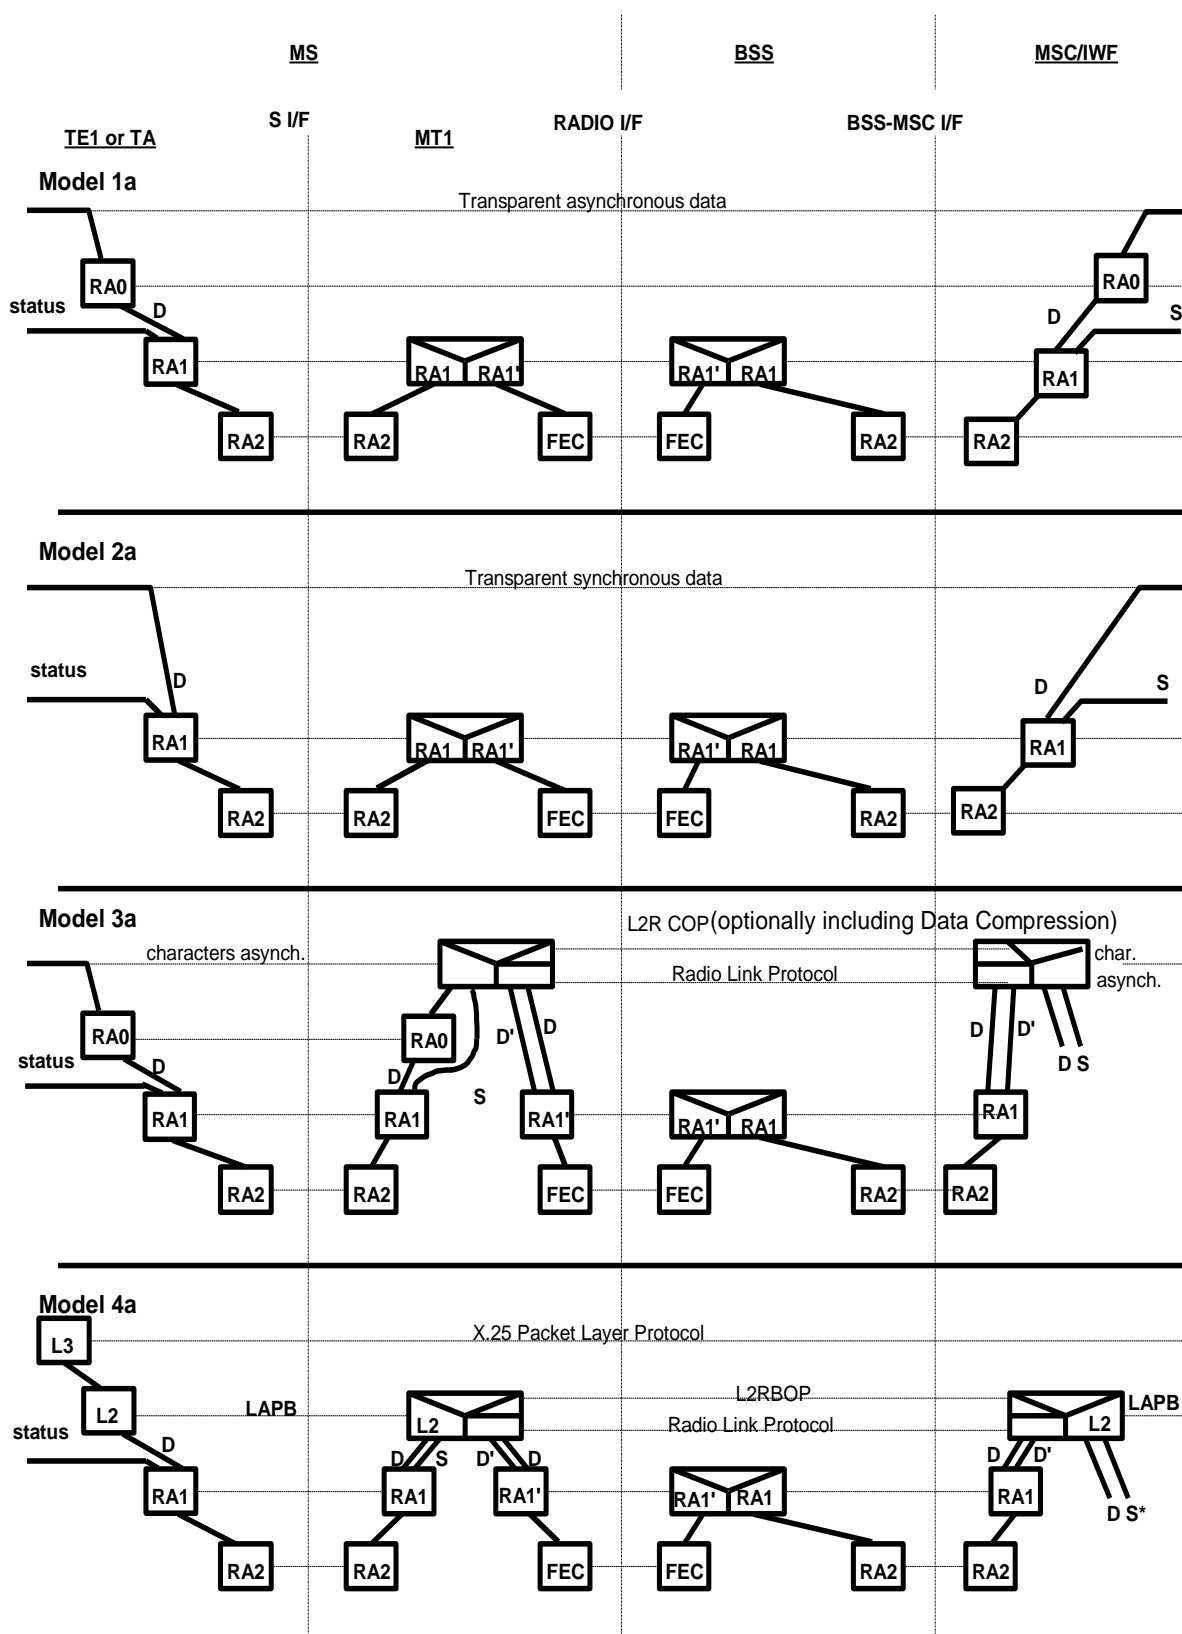 MS BSS MSC/IWF
S I/F RADIO I/F BSS-MSC I/F
TE1 or TA MT1
Model 1a
Transparent asynchronous data
RA0 RA0
status D D S
RA1 RA1 RA1' RA1' RA1 RA1
RA2 RA2 FEC FEC RA2 RA2
Model 2a
Transparent synchronous data
status D D S
RA1 RA1 RA1' RA1' RA1 RA1
RA2 RA2 FEC FEC RA2 RA2
Model 3a
L2R COP(optionally including Data Compression)
characters asynch. char.
Radio Link Protocol asynch.
RA0 RA0 D' D D D'
status D D S D S
RA1 RA1 RA1' RA1' RA1 RA1
RA2 RA2 FEC FEC RA2 RA2
Model 4a
L3 X.25 Packet Layer Protocol
L2RBOP
L2 LAPB L2 Radio Link Protocol L2 LAPB
status D D S D' D D D'
RA1 RA1 RA1' RA1' RA1 RA1 D S*
RA2 RA2 FEC FEC RA2 RA2